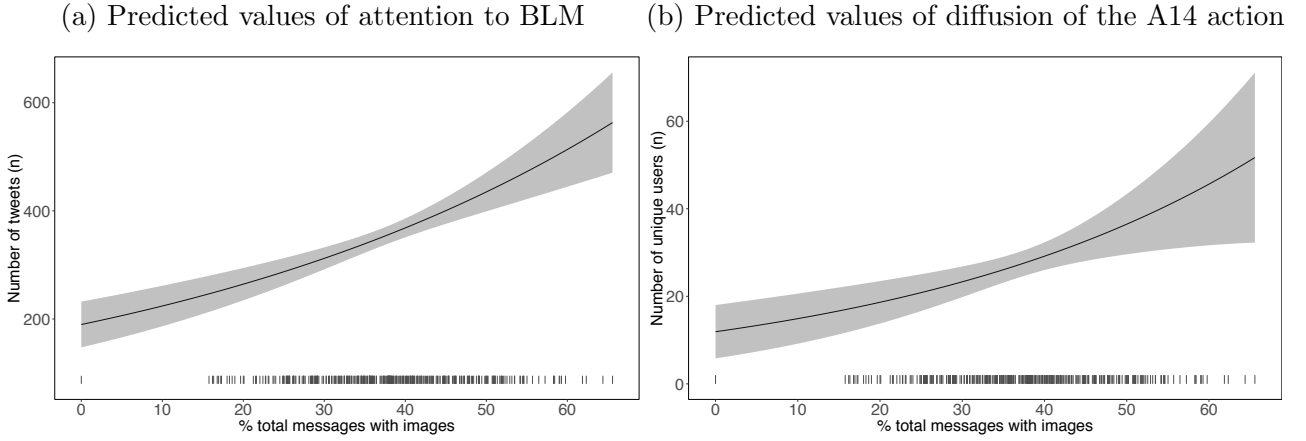 (a) Predicted values of attention to BLM
Number of tweets (n)
600
400
200
0 10 20 30 40 50 60
% total messages with images
(b) Predicted values of diffusion of the A14 action
Number of unique users (n)
60
40
20
0
0 10 20 30 40 50 60
% total messages with images